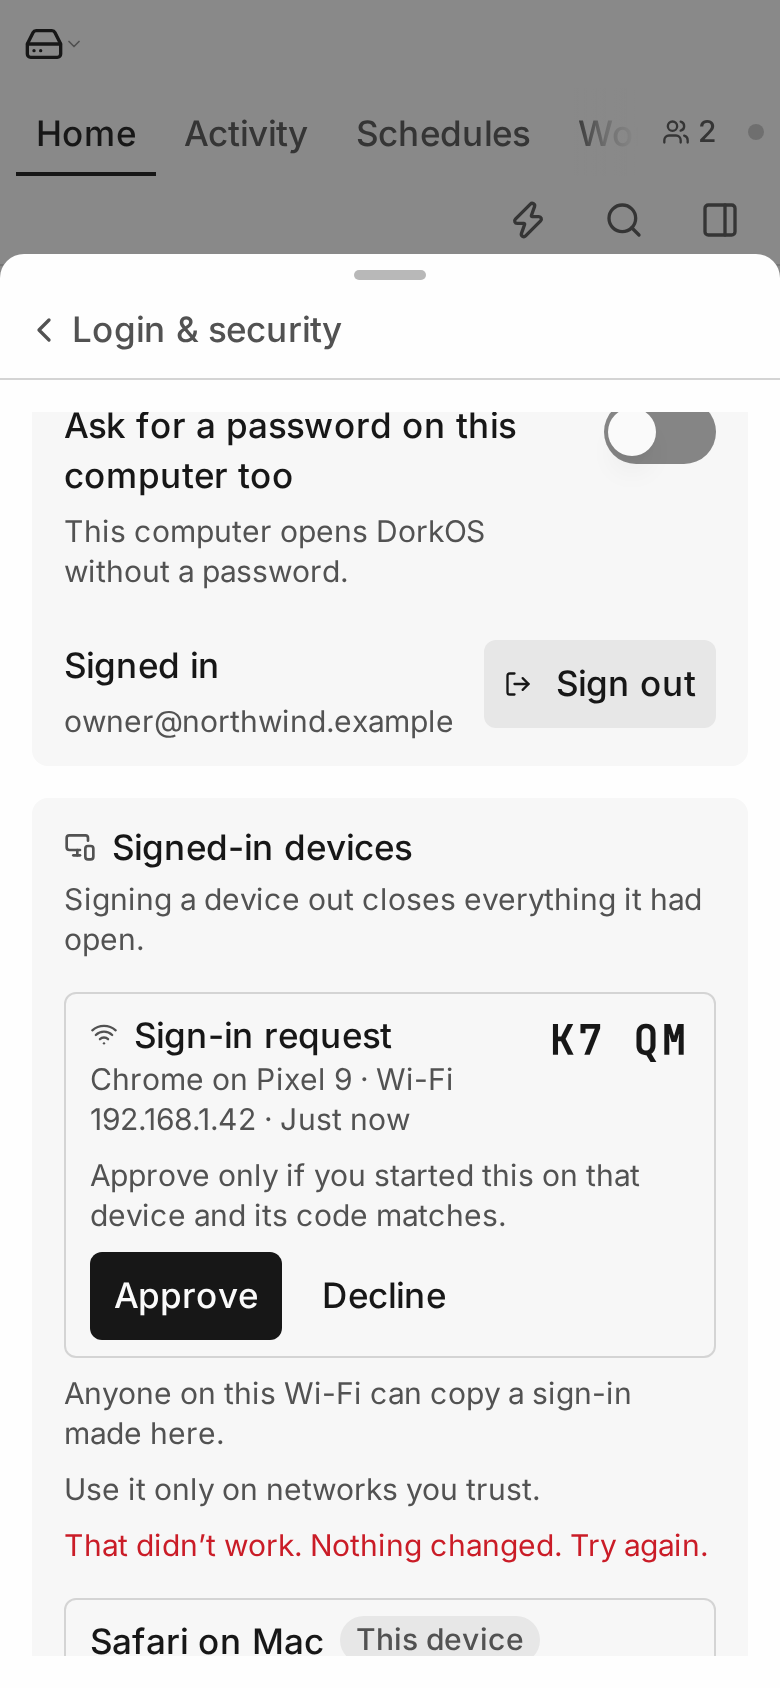 Home Activity Schedules Wo 2
Login & security
Ask for a password on this
computer too
This computer opens DorkOS
without a password.
Signed in
owner@northwind.example
Sign out
Signed-in devices
Signing a device out closes everything it had
open.
Sign-in request
K7 QM
Chrome on Pixel 9 · Wi-Fi
192.168.1.42 · Just now
Approve only if you started this on that
device and its code matches.
Approve Decline
Anyone on this Wi-Fi can copy a sign-in
made here.
Use it only on networks you trust.
That didn’t work. Nothing changed. Try again.
Safari on Mac This device